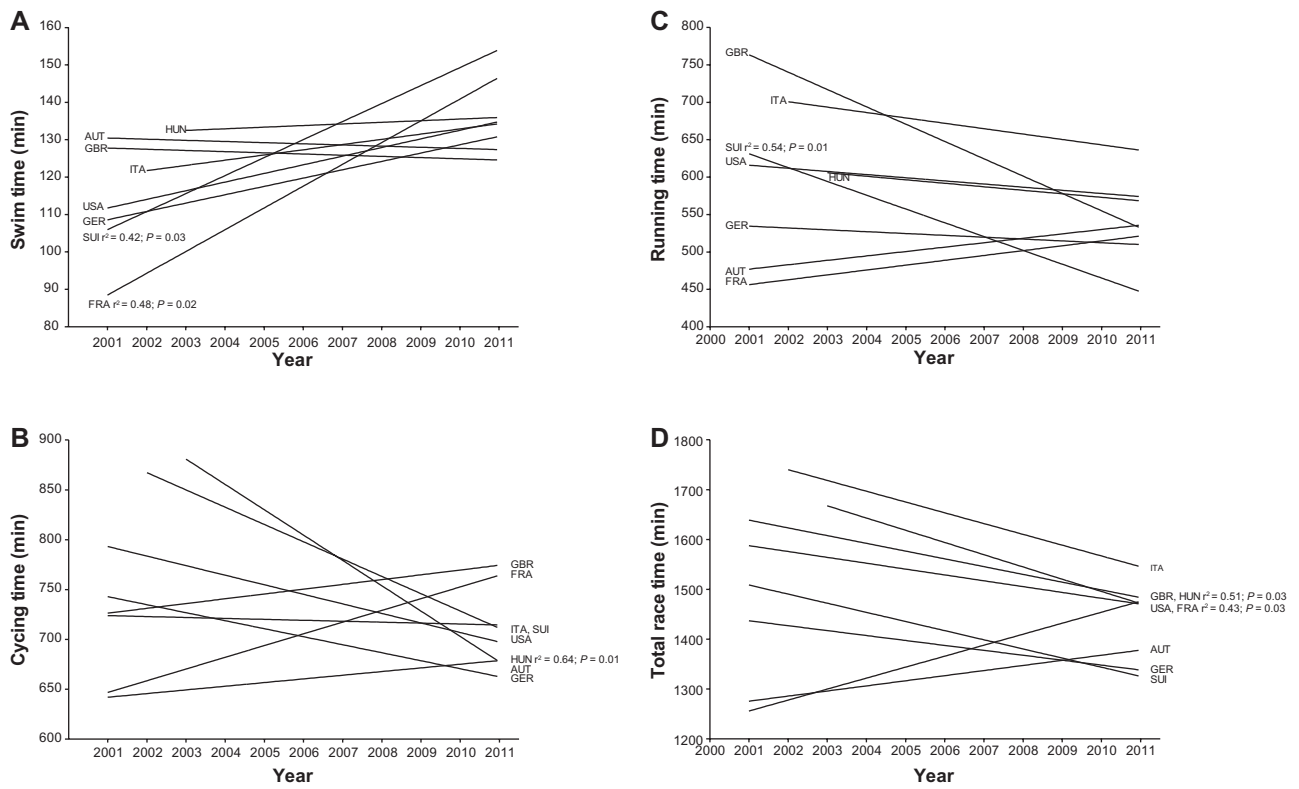 A
160
150
140
130
120
110
100
90
80
Swim time (min)
HUN
AUT
GBR
ITA
USA
GER
SUI r² = 0.42; P = 0.03
FRA r² = 0.48; P = 0.02
2001 2002 2003 2004 2005 2006 2007 2008 2009 2010 2011
Year
C
800
750
700
650
600
550
500
450
400
Running time (min)
GBR
ITA
SUI r² = 0.54; P = 0.01
USA
HUN
GER
AUT
FRA
2000 2001 2002 2003 2004 2005 2006 2007 2008 2009 2010 2011
Year
B
900
850
800
750
700
650
600
Cycing time (min)
GBR
FRA
ITA, SUI
USA
HUN r² = 0.64; P = 0.01
AUT
GER
2001 2002 2003 2004 2005 2006 2007 2008 2009 2010 2011
Year
D
1800
1700
1600
1500
1400
1300
1200
Total race time (min)
ITA
GBR, HUN r² = 0.51; P = 0.03
USA, FRA r² = 0.43; P = 0.03
AUT
GER
SUI
2000 2001 2002 2003 2004 2005 2006 2007 2008 2009 2010 2011
Year